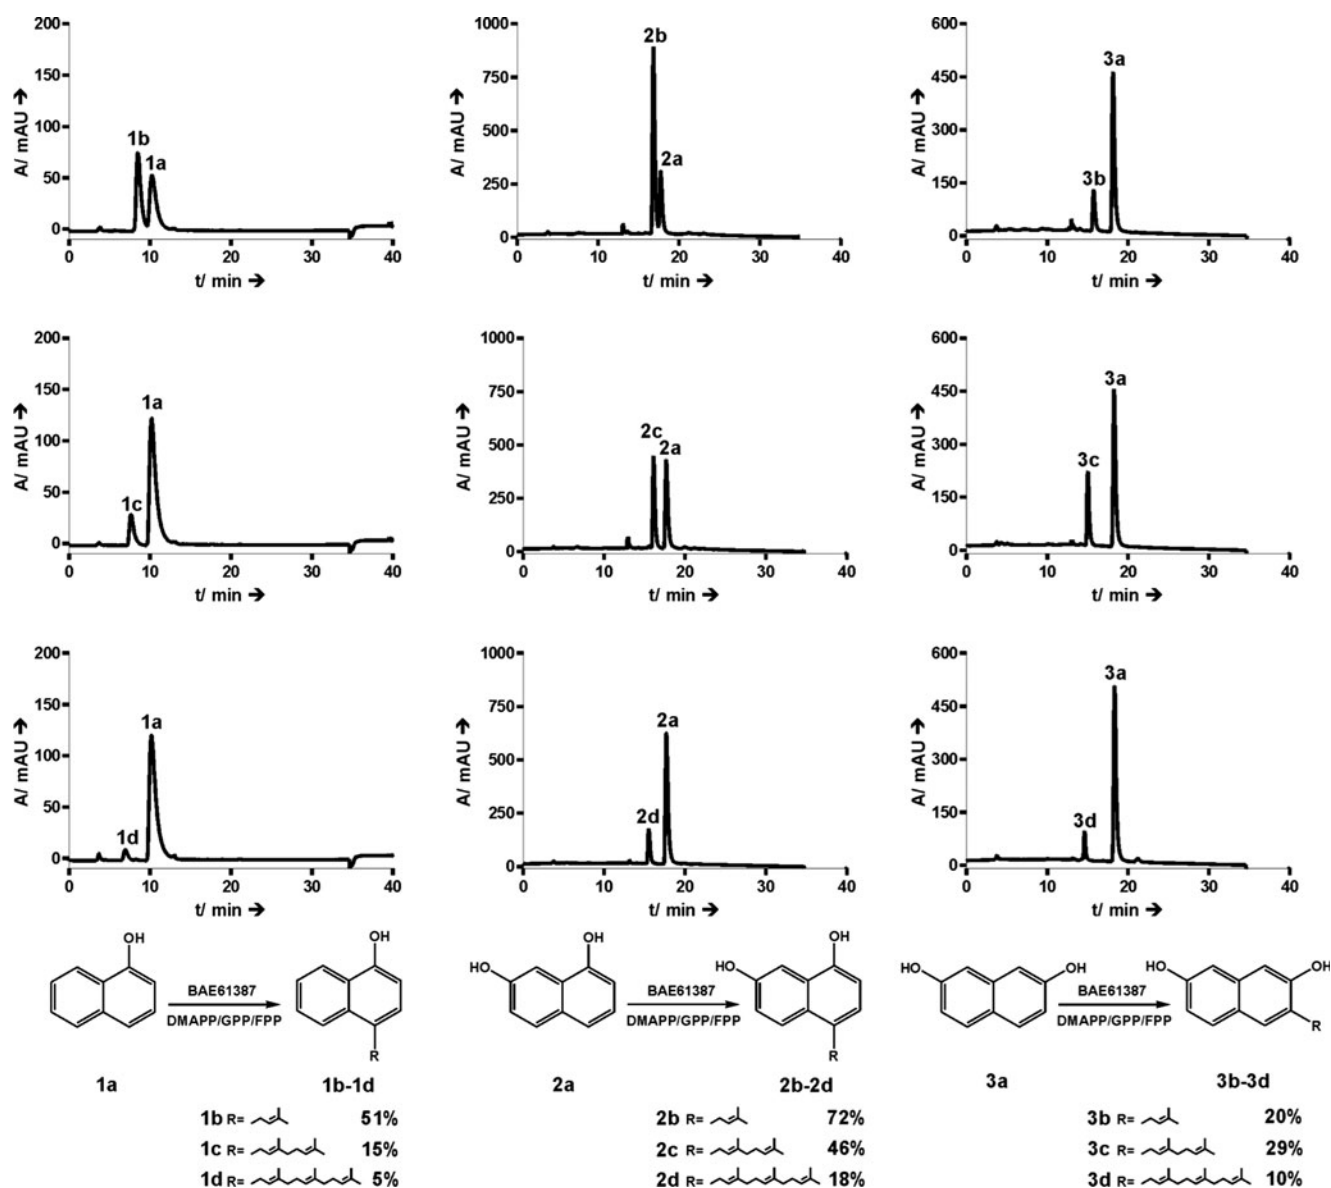 200
150
100
50
0
A/ mAU →
1b
1a
0 10 20 30 40
t/ min →
1000
750
500
250
0
A/ mAU →
2b
2a
0 10 20 30 40
t/ min →
600
450
300
150
0
A/ mAU →
3a
3b
0 10 20 30 40
t/ min →
200
150
100
50
0
A/ mAU →
1a
1c
0 10 20 30 40
t/ min →
1000
750
500
250
0
A/ mAU →
2c
2a
0 10 20 30 40
t/ min →
600
450
300
150
0
A/ mAU →
3a
3c
0 10 20 30 40
t/ min →
200
150
100
50
0
A/ mAU →
1a
1d
0 10 20 30 40
t/ min →
1000
750
500
250
0
A/ mAU →
2a
2d
0 10 20 30 40
t/ min →
600
450
300
150
0
A/ mAU →
3a
3d
0 10 20 30 40
t/ min →
OH
BAE61387
DMAPP/GPP/FPP
OH
R
1a
1b-1d
1b R= 51%
1c R= 15%
1d R= 5%
HO
OH
BAE61387
DMAPP/GPP/FPP
HO
OH
R
2a
2b-2d
2b R= 72%
2c R= 46%
2d R= 18%
HO
OH
BAE61387
DMAPP/GPP/FPP
HO
OH
R
3a
3b-3d
3b R= 20%
3c R= 29%
3d R= 10%